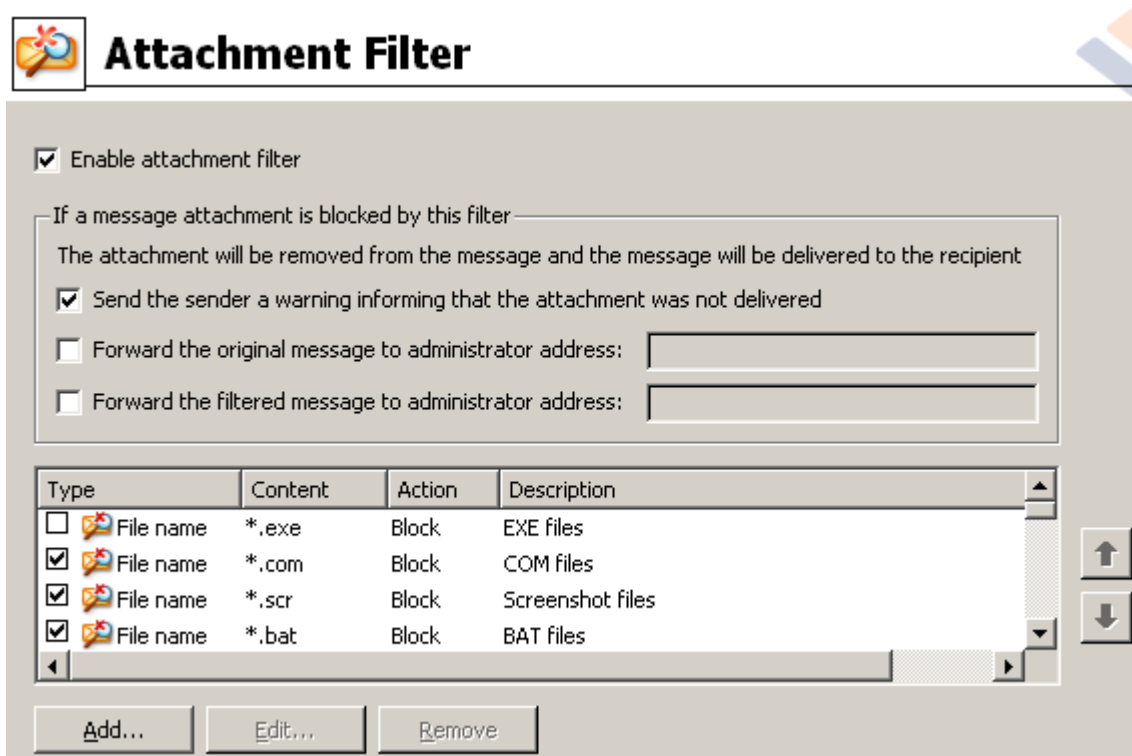 Attachment Filter
Enable attachment filter
If a message attachment is blocked by this filter
The attachment will be removed from the message and the message will be delivered to the recipient
Send the sender a warning informing that the attachment was not delivered
Forward the original message to administrator address:
Forward the filtered message to administrator address:
Type Content Action Description
File name *.exe Block EXE files
File name *.com Block COM files
File name *.scr Block Screenshot files
File name *.bat Block BAT files
Add... Edit... Remove